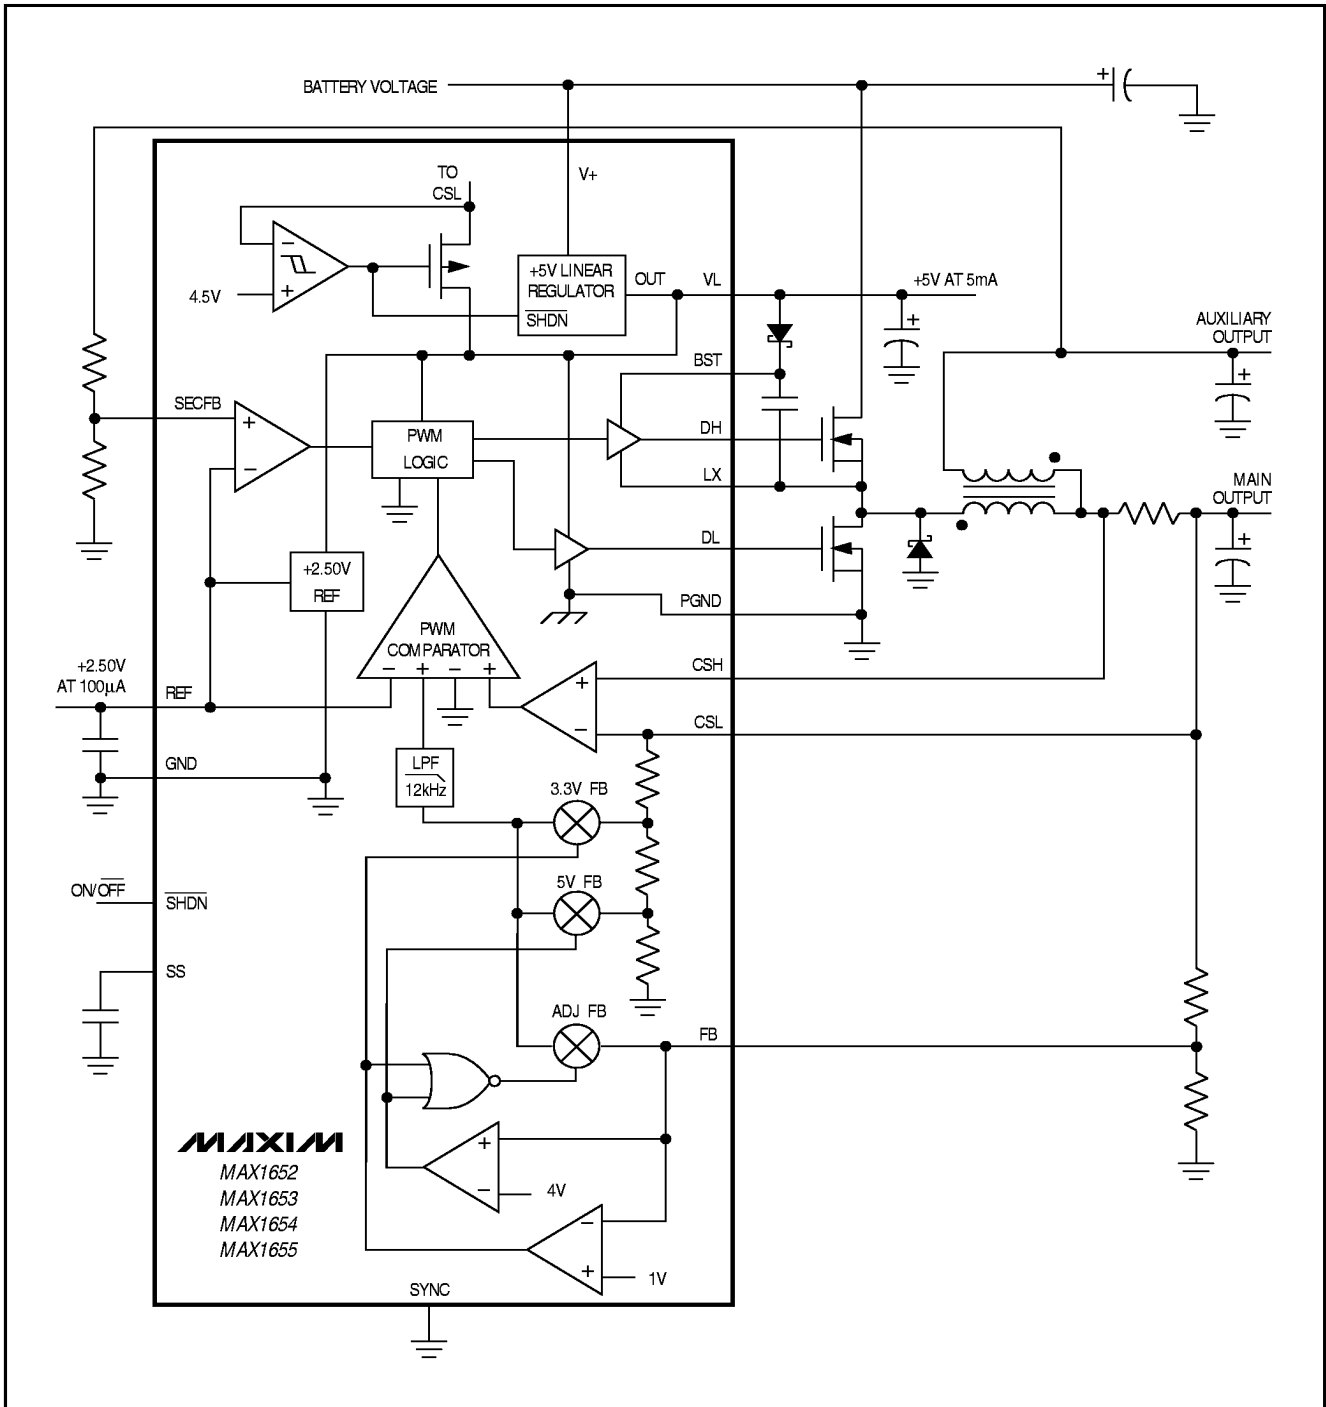 BATTERY VOLTAGE
+
TO
CSL
V+
−
+
4.5V
+5V LINEAR
REGULATOR
SHDN
OUT
VL
+5V AT 5mA
+
AUXILIARY
OUTPUT
+
BST
SECFB
+
−
PWM
LOGIC
DH
LX
MAIN
OUTPUT
+
DL
+2.50V
REF
PGND
PWM
COMPARATOR
− + − +
+2.50V
AT 100µA
REF
CSH
+
−
CSL
GND
LPF
12kHz
3.3V FB
5V FB
ON/OFF
SHDN
SS
ADJ FB
FB
MAXIM
MAX1652
MAX1653
MAX1654
MAX1655
+
−
4V
−
+
1V
SYNC